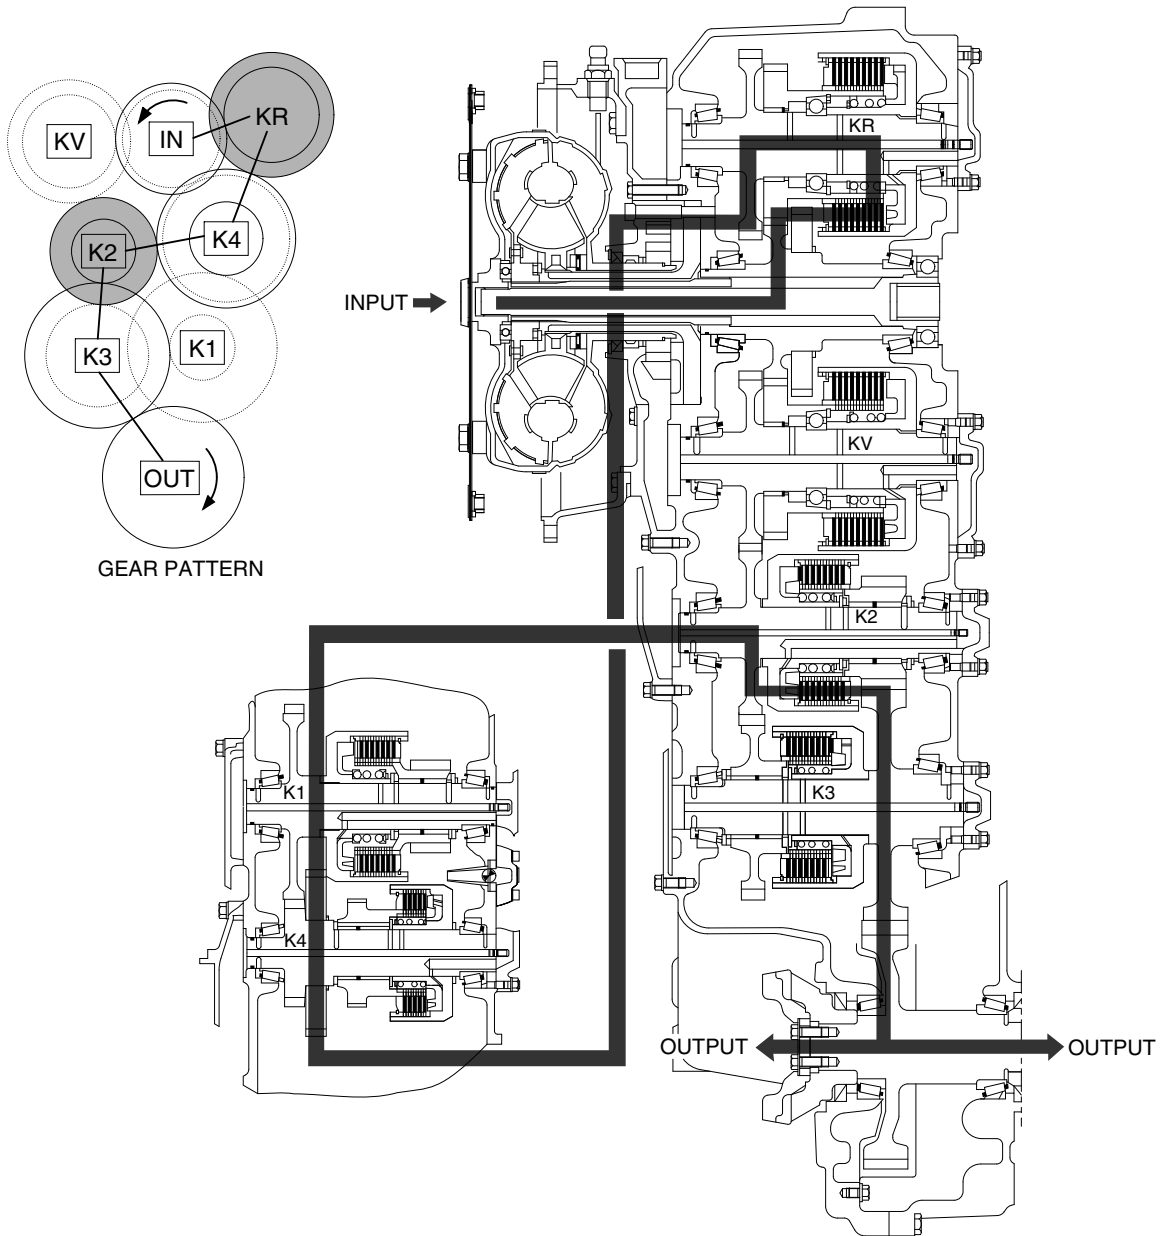 KV
IN
KR
K2
K4
K3
K1
OUT
GEAR PATTERN
INPUT
KR
KV
K2
K3
K1
K4
OUTPUT
OUTPUT